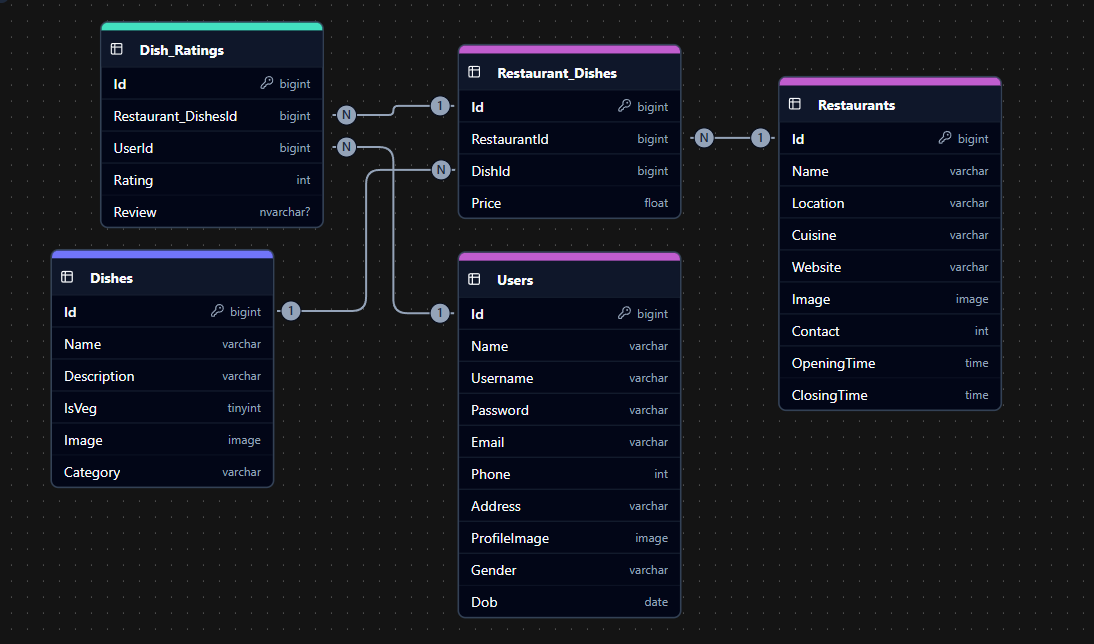 Dish_Ratings
Id bigint
Restaurant_DishesId bigint
UserId bigint
Rating int
Review nvarchar?
N
N
Restaurant_Dishes
1
Id bigint
RestaurantId bigint
N
DishId bigint
Price float
N
1
Restaurants
Id bigint
Name varchar
Location varchar
Cuisine varchar
Website varchar
Image image
Contact int
OpeningTime time
ClosingTime time
Dishes
Id bigint
1
Name varchar
Description varchar
IsVeg tinyint
Image image
Category varchar
Users
1
Id bigint
Name varchar
Username varchar
Password varchar
Email varchar
Phone int
Address varchar
ProfileImage image
Gender varchar
Dob date